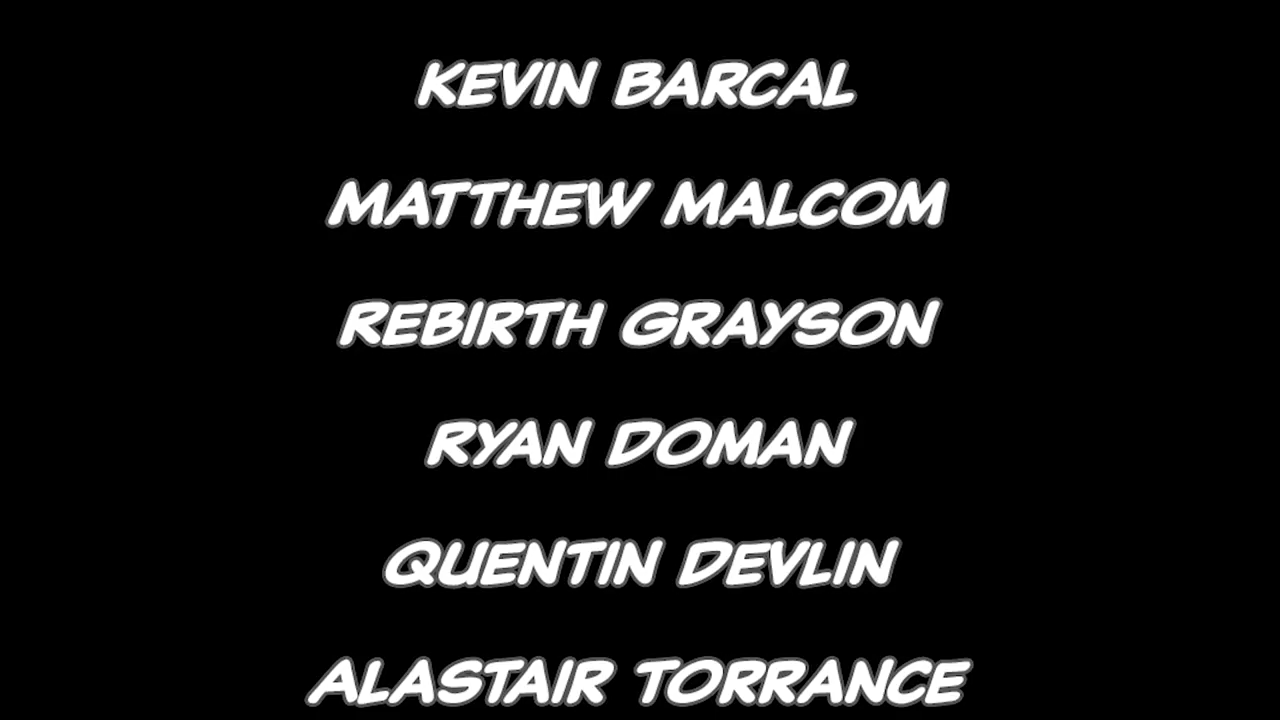 KEVIN BARCAL
MATTHEW MALCOM
REBIRTH GRAYSON
RYAN DOMAN
QUENTIN DEVLIN
ALASTAIR TORRANCE